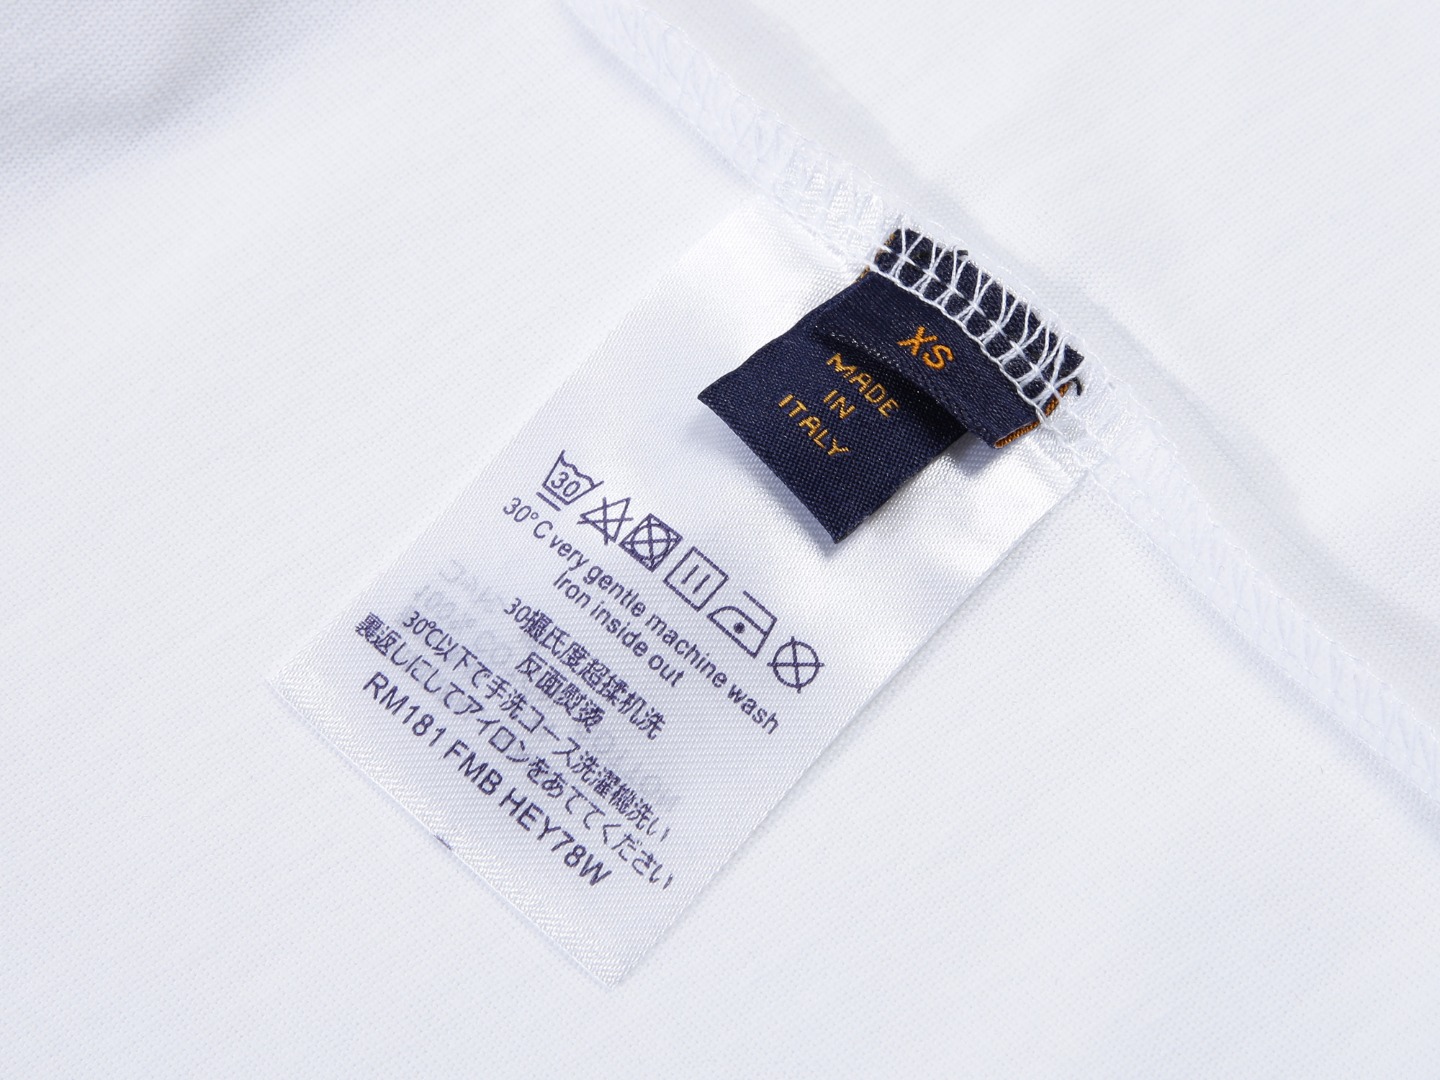 XS
MADE
IN
ITALY
30
30°C very gentle machine wash
Iron inside out
30摄氏度超揉机洗
反面熨烫
30℃以下で手洗コース洗濯機洗い
裏返しにしてアイロンをあててください
RM181 FMB HEY78W